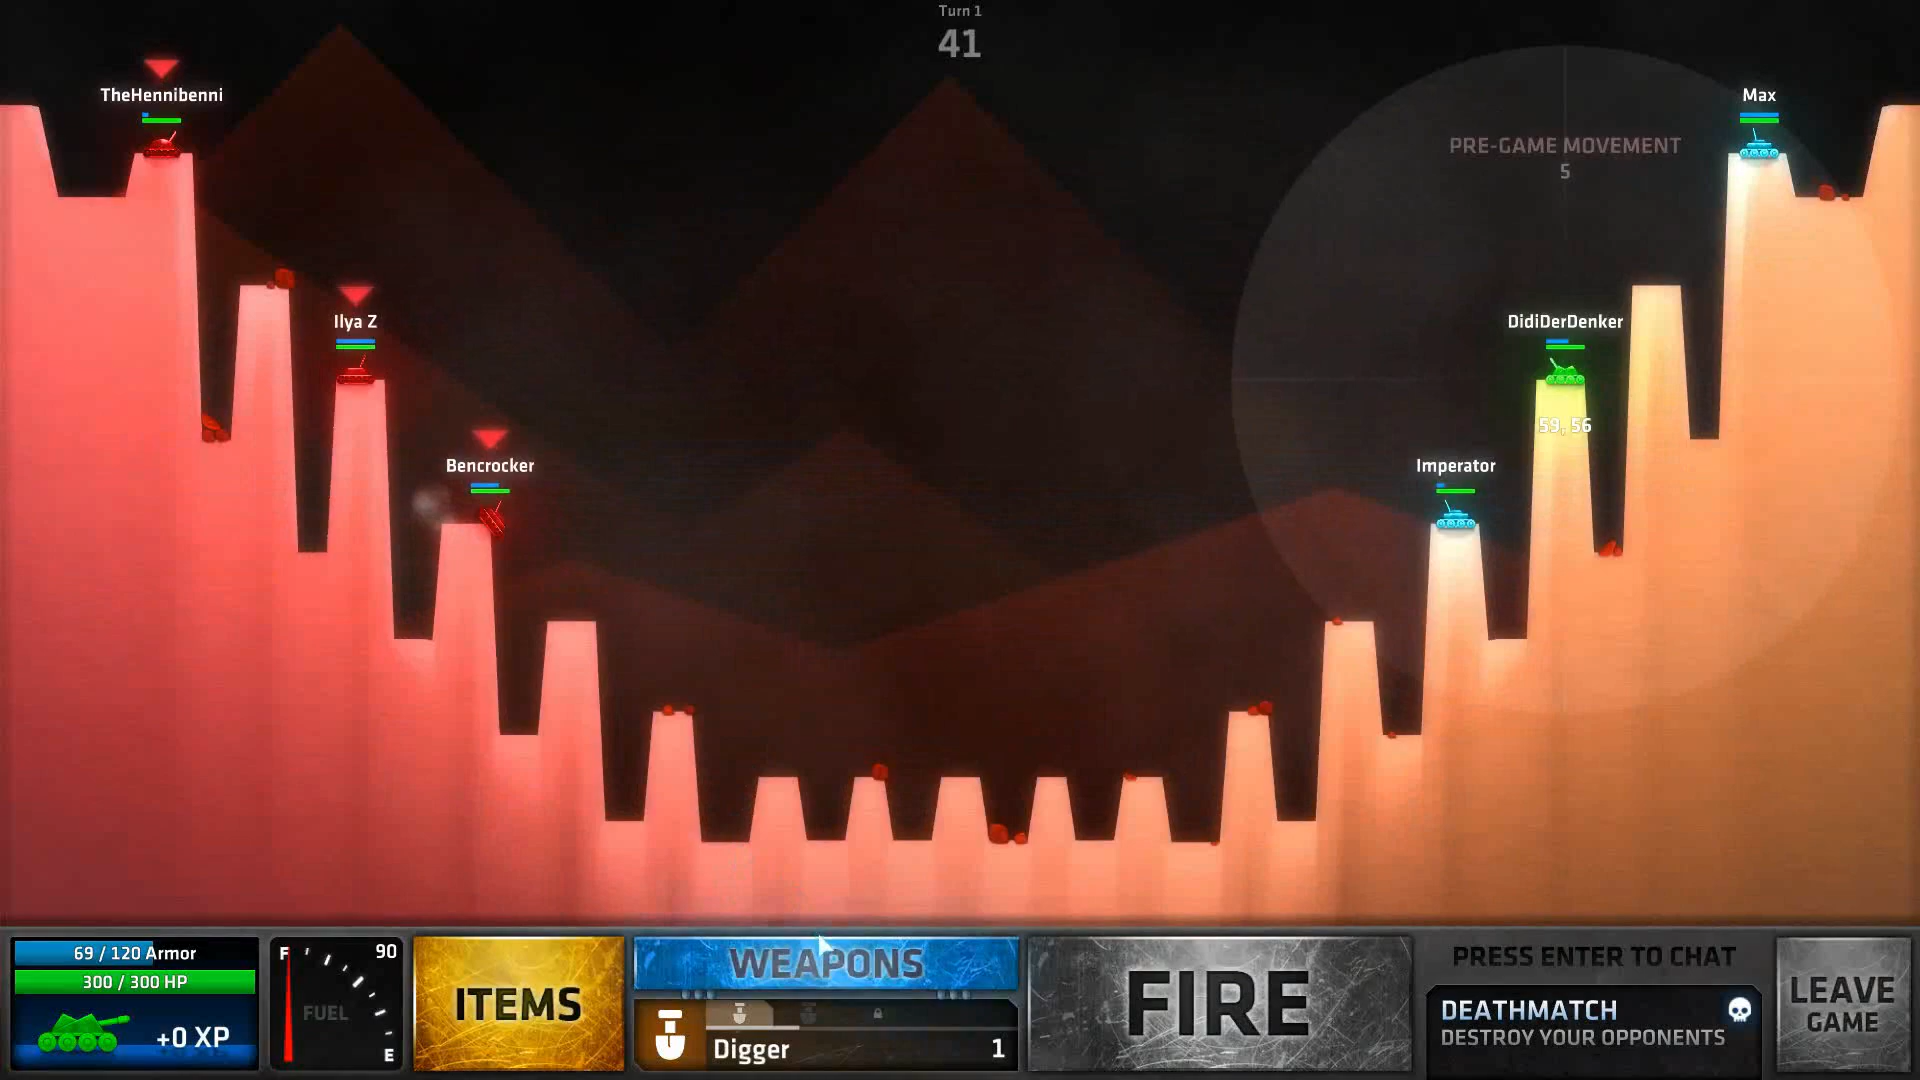 Turn 1
41
TheHennibenni
Max
PRE-GAME MOVEMENT
5
Ilya Z
DidiDerDenker
59, 56
Bencrocker
Imperator
69 / 120 Armor
300 / 300 HP
+0 XP
F
90
FUEL
E
ITEMS
WEAPONS
Digger
1
FIRE
PRESS ENTER TO CHAT
DEATHMATCH
DESTROY YOUR OPPONENTS
LEAVE
GAME